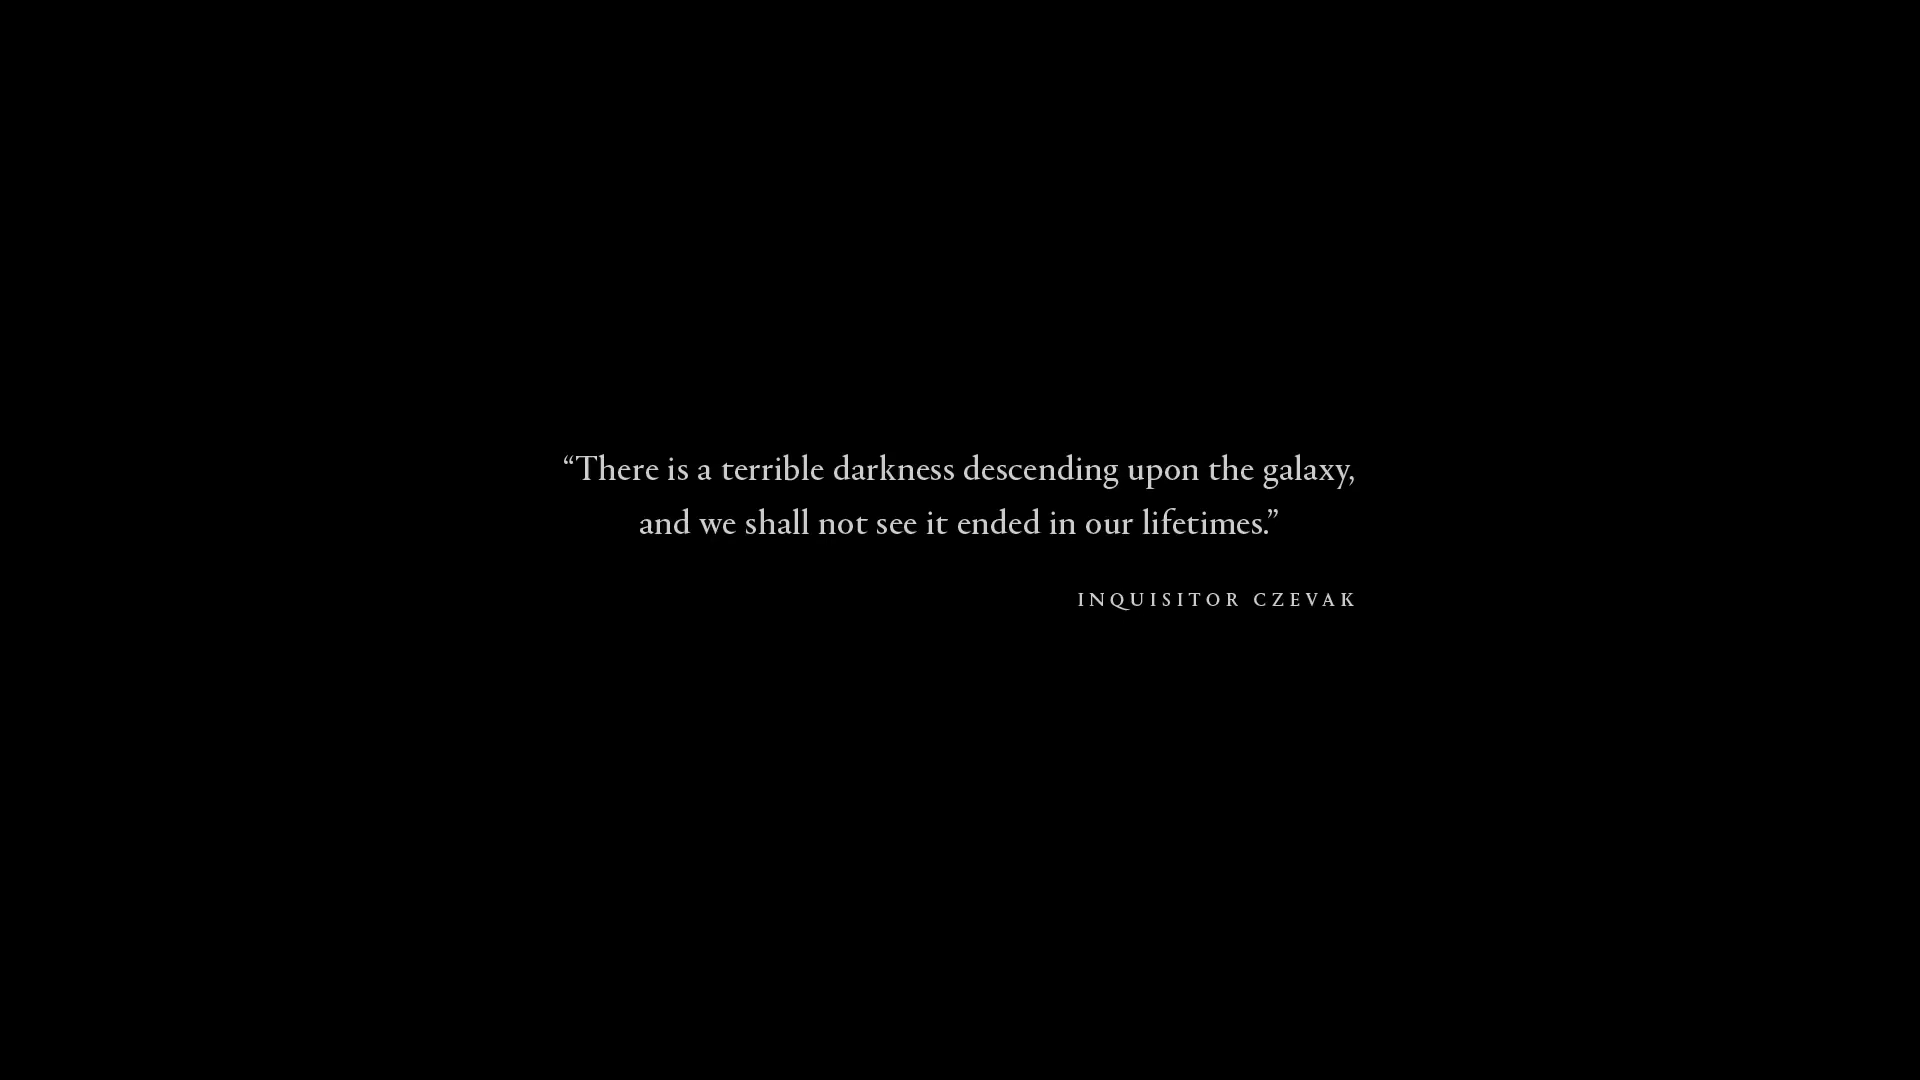 “There is a terrible darkness descending upon the galaxy,
and we shall not see it ended in our lifetimes.”
INQUISITOR CZEVAK